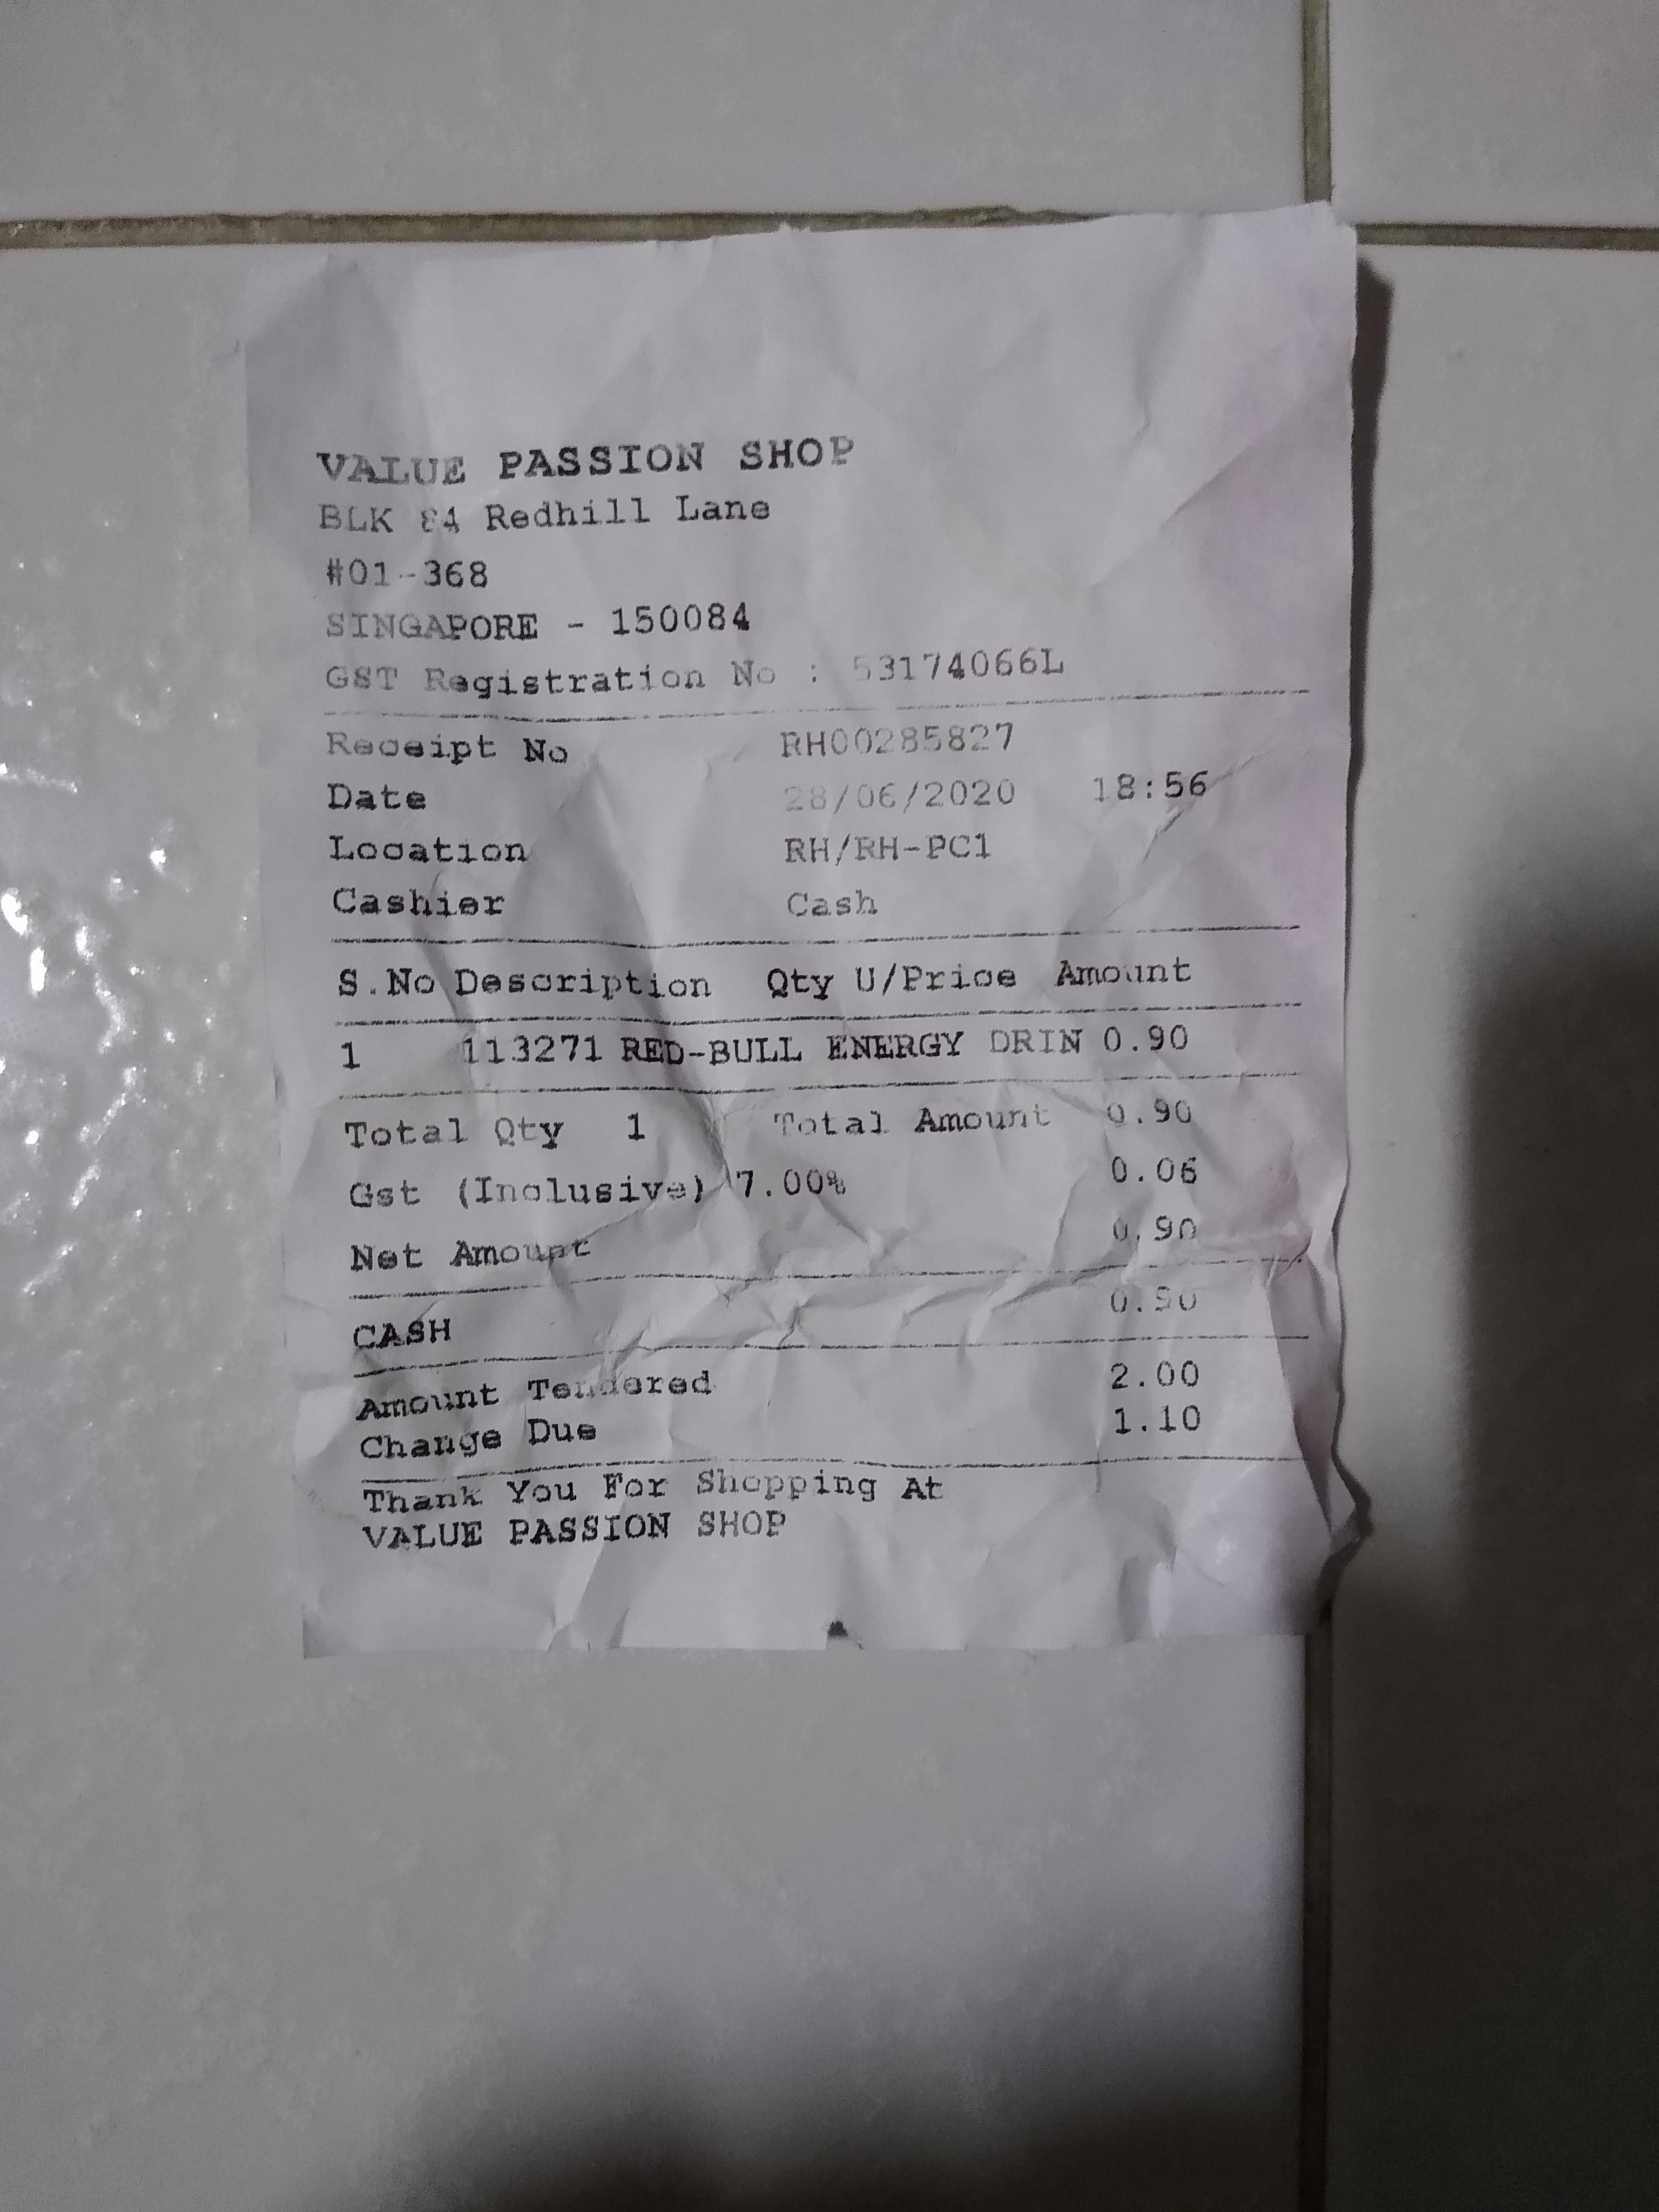 VALUE PASSION SHOP
BLK 84 Redhill Lane
#01-368
SINGAPORE - 150084
GST Registration No : 53174066L
Receipt No RH00285827
Date 28/06/2020 18:56
Location RH/RH-PC1
Cashier Cash
S.No Description Qty U/Price Amount
1 113271 RED-BULL ENERGY DRIN 0.90
Total Qty 1 Total Amount 0.90
Gst (Inclusive) 7.00% 0.06
Net Amount 0.90
CASH 0.90
Amount Tendered 2.00
Change Due 1.10
Thank You For Shopping At
VALUE PASSION SHOP